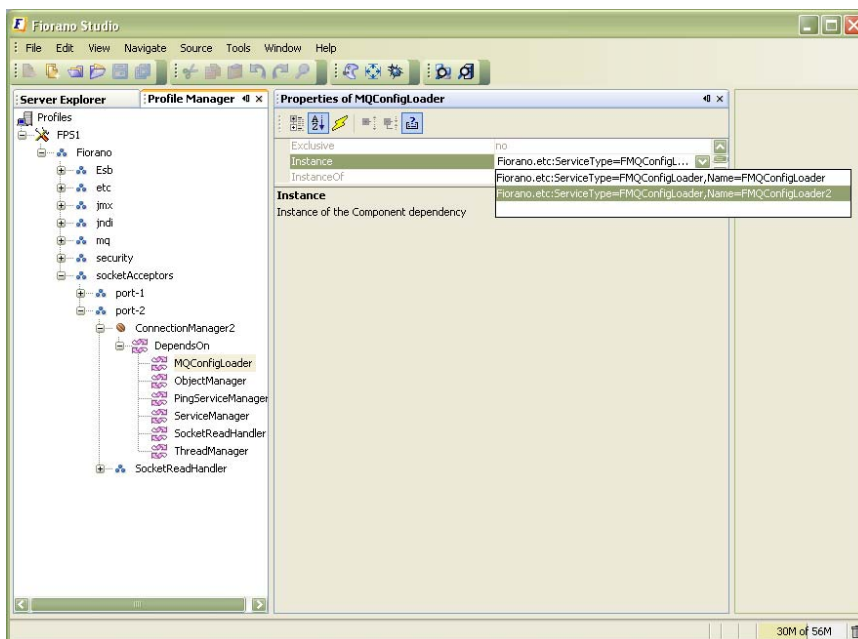 Fiorano Studio
File Edit View Navigate Source Tools Window Help
Server Explorer
Profile Manager
Profiles
FPS1
Fiorano
Esb
etc
jmx
jndi
mq
security
socketAcceptors
port-1
port-2
ConnectionManager2
DependsOn
MQConfigLoader
ObjectManager
PingServiceManager
ServiceManager
SocketReadHandler
ThreadManager
SocketReadHandler
Properties of MQConfigLoader
Exclusive no
Instance Fiorano.etc:ServiceType=FMQConfigL...
InstanceOf
Fiorano.etc:ServiceType=FMQConfigLoader,Name=FMQConfigLoader
Fiorano.etc:ServiceType=FMQConfigLoader,Name=FMQConfigLoader2
Instance
Instance of the Component dependency
30M of 56M